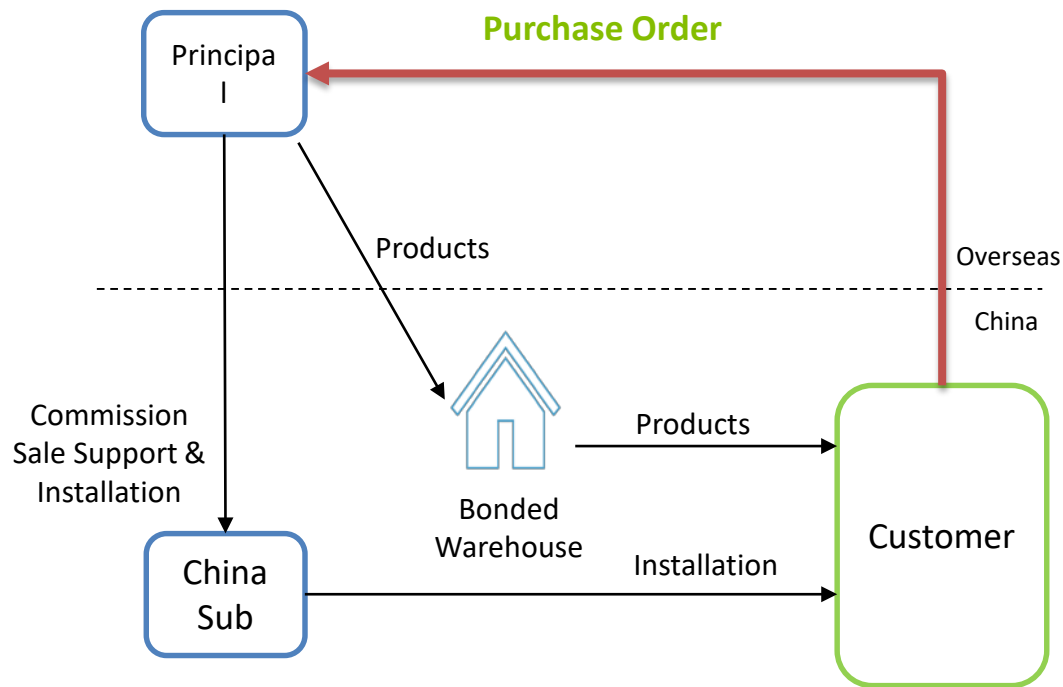 Purchase Order
Principa
l
Products
Overseas
China
Commission
Sale Support &
Installation
Products
Bonded
Warehouse
Customer
China
Sub
Installation